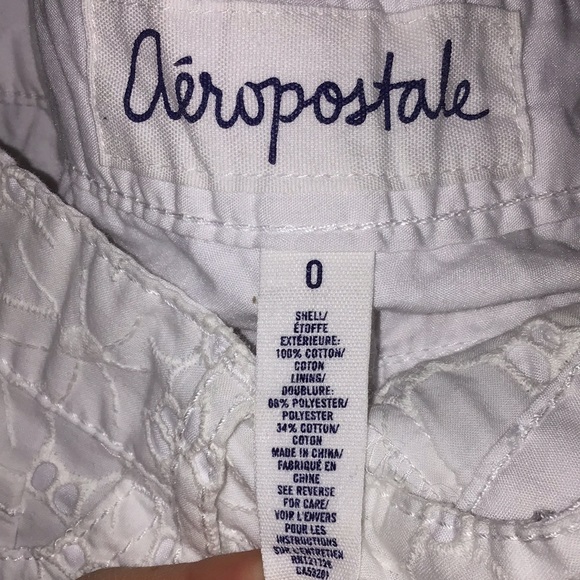 Aéropostale
0
SHELL/
ÉTOFFE
EXTÉRIEURE:
100% COTTON/
COTON
LINING/
DOUBLURE:
66% POLYESTER/
POLYESTER
34% COTTON/
COTON
MADE IN CHINA/
FABRIQUÉ EN
CHINE
SEE REVERSE
FOR CARE/
VOIR L'ENVERS
POUR LES
INSTRUCTIONS
SUR L'ENTRETIEN